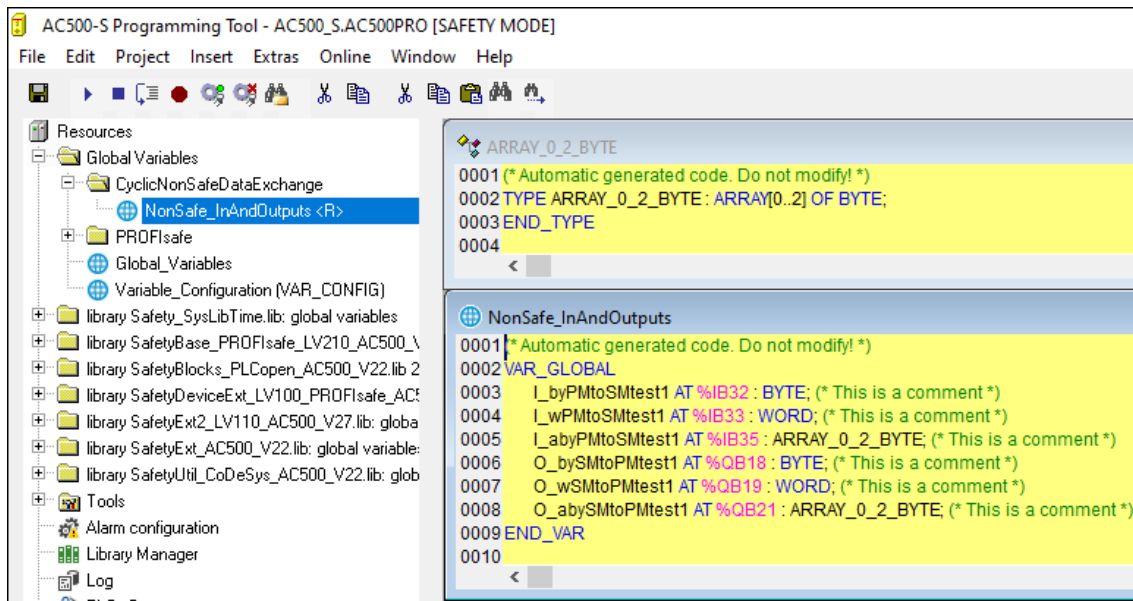 AC500-S Programming Tool - AC500_S.AC500PRO [SAFETY MODE]
File Edit Project Insert Extras Online Window Help
Resources
Global Variables
CyclicNonSafeDataExchange
NonSafe_InAndOutputs <R>
PROFIsafe
Global_Variables
Variable_Configuration (VAR_CONFIG)
library Safety_SysLibTime.lib: global variables
library SafetyBase_PROFIsafe_LV210_AC500_V
library SafetyBlocks_PLCopen_AC500_V22.lib 2
library SafetyDeviceExt_LV100_PROFIsafe_AC5
library SafetyExt2_LV110_AC500_V27.lib: globa
library SafetyExt_AC500_V22.lib: global variable
library SafetyUtil_CoDeSys_AC500_V22.lib: glob
Tools
Alarm configuration
Library Manager
Log
ARRAY_0_2_BYTE
0001 (* Automatic generated code. Do not modify! *)
0002 TYPE ARRAY_0_2_BYTE : ARRAY[0..2] OF BYTE;
0003 END_TYPE
0004
NonSafe_InAndOutputs
0001 (* Automatic generated code. Do not modify! *)
0002 VAR_GLOBAL
0003 I_byPMtoSMtest1 AT %IB32 : BYTE; (* This is a comment *)
0004 I_wPMtoSMtest1 AT %IB33 : WORD; (* This is a comment *)
0005 I_abyPMtoSMtest1 AT %IB35 : ARRAY_0_2_BYTE; (* This is a comment *)
0006 O_bySMtoPMtest1 AT %QB18 : BYTE; (* This is a comment *)
0007 O_wSMtoPMtest1 AT %QB19 : WORD; (* This is a comment *)
0008 O_abySMtoPMtest1 AT %QB21 : ARRAY_0_2_BYTE; (* This is a comment *)
0009 END_VAR
0010